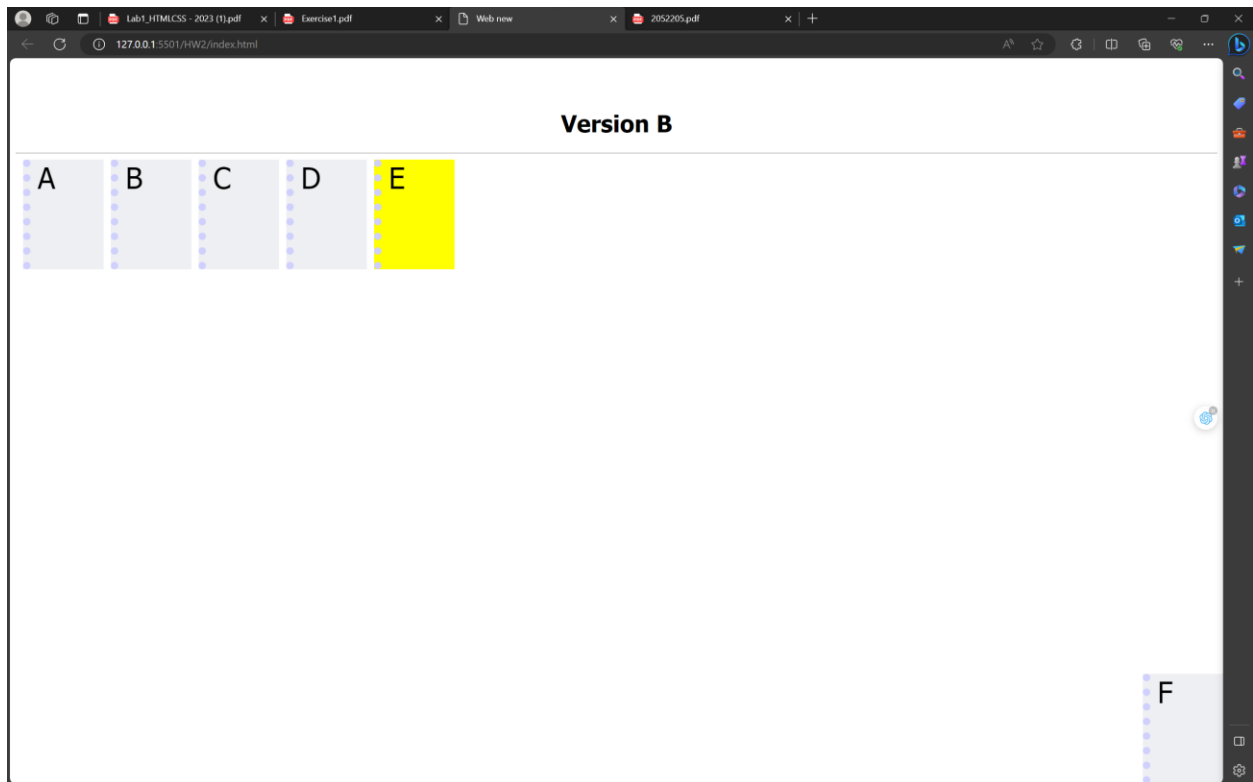 Lab1_HTMLCSS - 2023 (1).pdf
Exercise1.pdf
Web new
2052205.pdf
127.0.0.1:5501/HW2/index.html
Version B
A B C D E
F